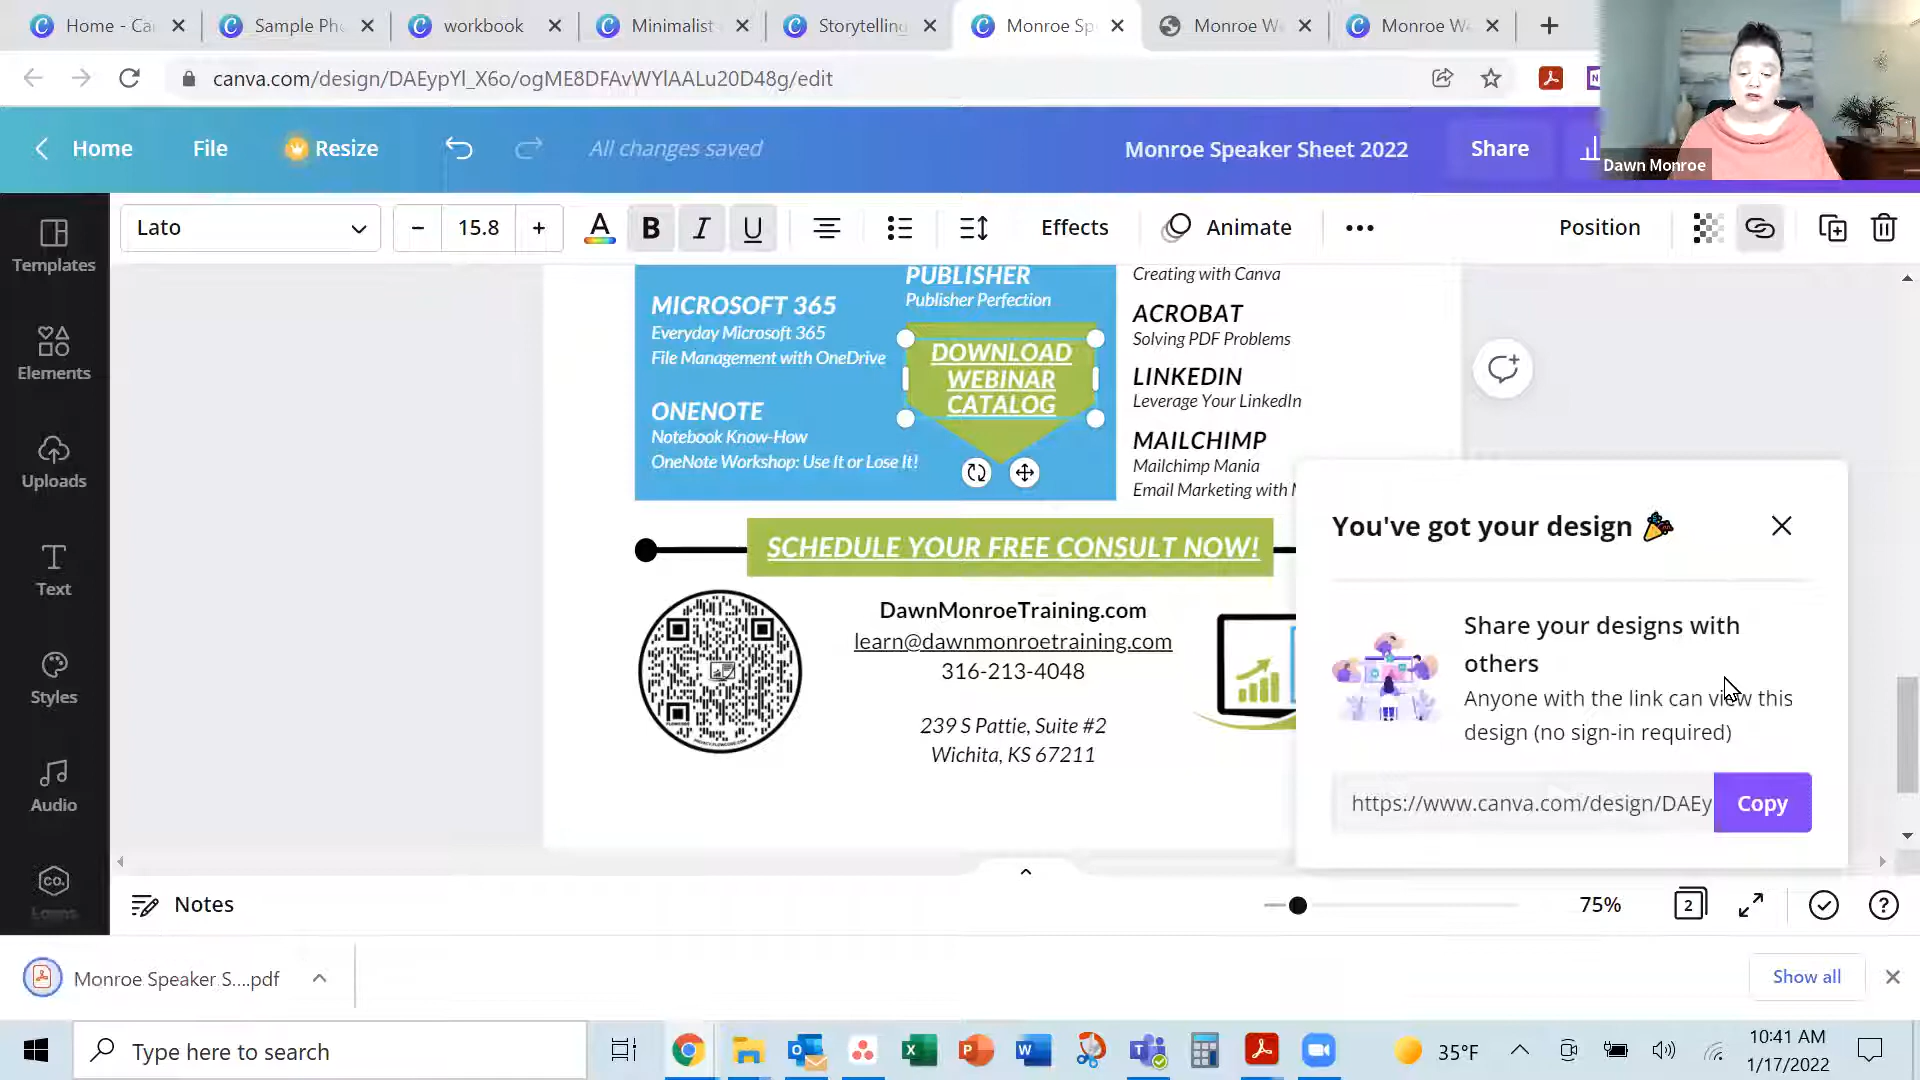 Home - Ca
Sample Ph
workbook
Minimalist
Storytelling
Monroe Sp
Monroe W
Monroe W
canva.com/design/DAEypYl_X6o/ogME8DFAvWYlAALu20D48g/edit
Home
File
Resize
All changes saved
Monroe Speaker Sheet 2022
Share
Dawn Monroe
Lato
15.8
A
B
I
U
Effects
Animate
Position
Templates
Elements
Uploads
Text
Styles
Audio
CO.
Logos
MICROSOFT 365
Everyday Microsoft 365
File Management with OneDrive
ONENOTE
Notebook Know-How
OneNote Workshop: Use It or Lose It!
PUBLISHER
Publisher Perfection
DOWNLOAD
WEBINAR
CATALOG
Creating with Canva
ACROBAT
Solving PDF Problems
LINKEDIN
Leverage Your LinkedIn
MAILCHIMP
Mailchimp Mania
Email Marketing with
SCHEDULE YOUR FREE CONSULT NOW!
DawnMonroeTraining.com
learn@dawnmonroetraining.com
316-213-4048
239 S Pattie, Suite #2
Wichita, KS 67211
You've got your design
Share your designs with
others
Anyone with the link can view this
design (no sign-in required)
https://www.canva.com/design/DAEy
Copy
Notes
75%
2
Monroe Speaker S....pdf
Show all
Type here to search
35°F
10:41 AM
1/17/2022